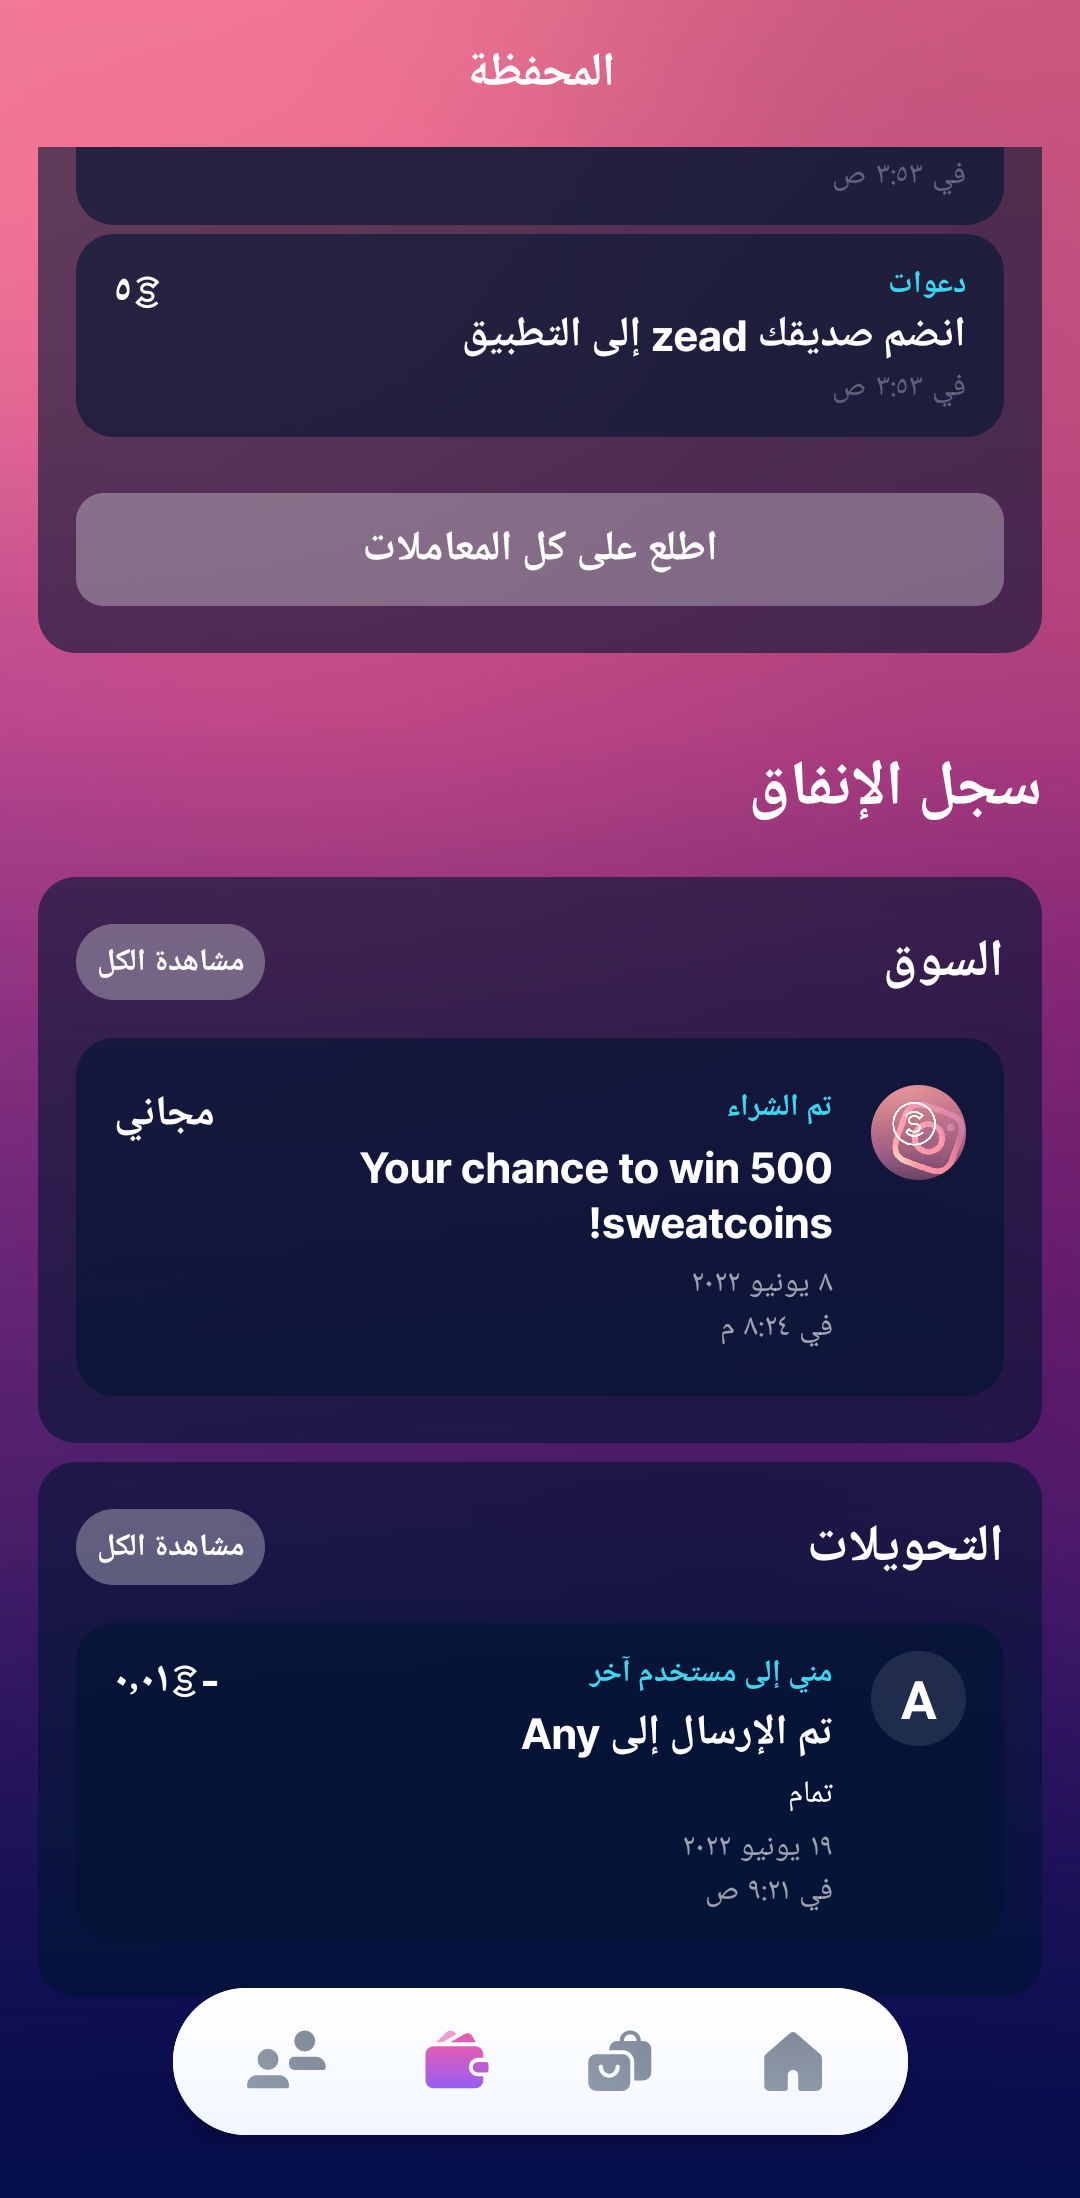 المحفظة
في ٣:٥٣ ص
دعوات
٥
انضم صديقك zead إلى التطبيق
في ٣:٥٣ ص
اطلع على كل المعاملات
سجل الإنفاق
السوق
مشاهدة الكل
تم الشراء
مجاني
Your chance to win 500
sweatcoins!
٨ يونيو ٢٠٢٢
في ٨:٢٤ م
التحويلات
مشاهدة الكل
A
مني إلى مستخدم آخر
-٠,٠١
تم الإرسال إلى Any
تمام
١٩ يونيو ٢٠٢٢
في ٩:٢١ ص